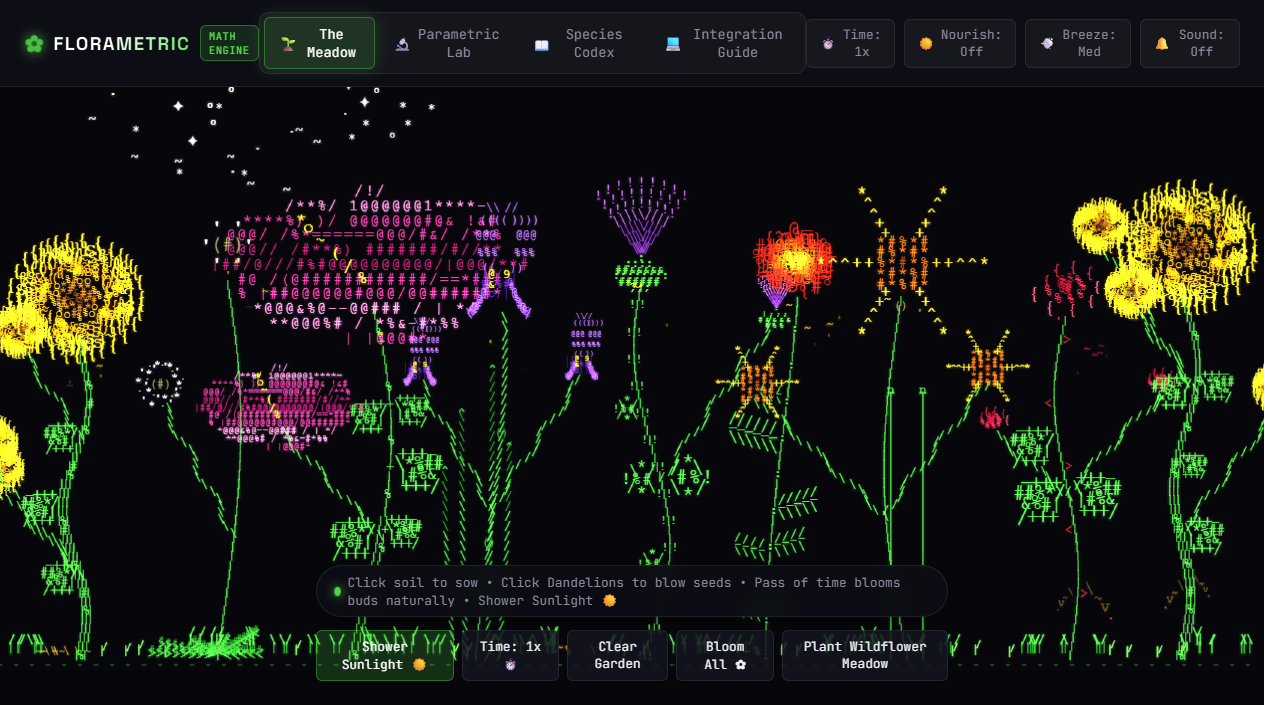 FLORAMETRIC
MATH
ENGINE
The
Meadow
Parametric
Lab
Species
Codex
Integration
Guide
Time:
1x
Nourish:
Off
Breeze:
Med
Sound:
Off
Click soil to sow • Click Dandelions to blow seeds • Pass of time blooms
buds naturally • Shower Sunlight
Shower
Sunlight
Time: 1x
Clear
Garden
Bloom
All
Plant Wildflower
Meadow